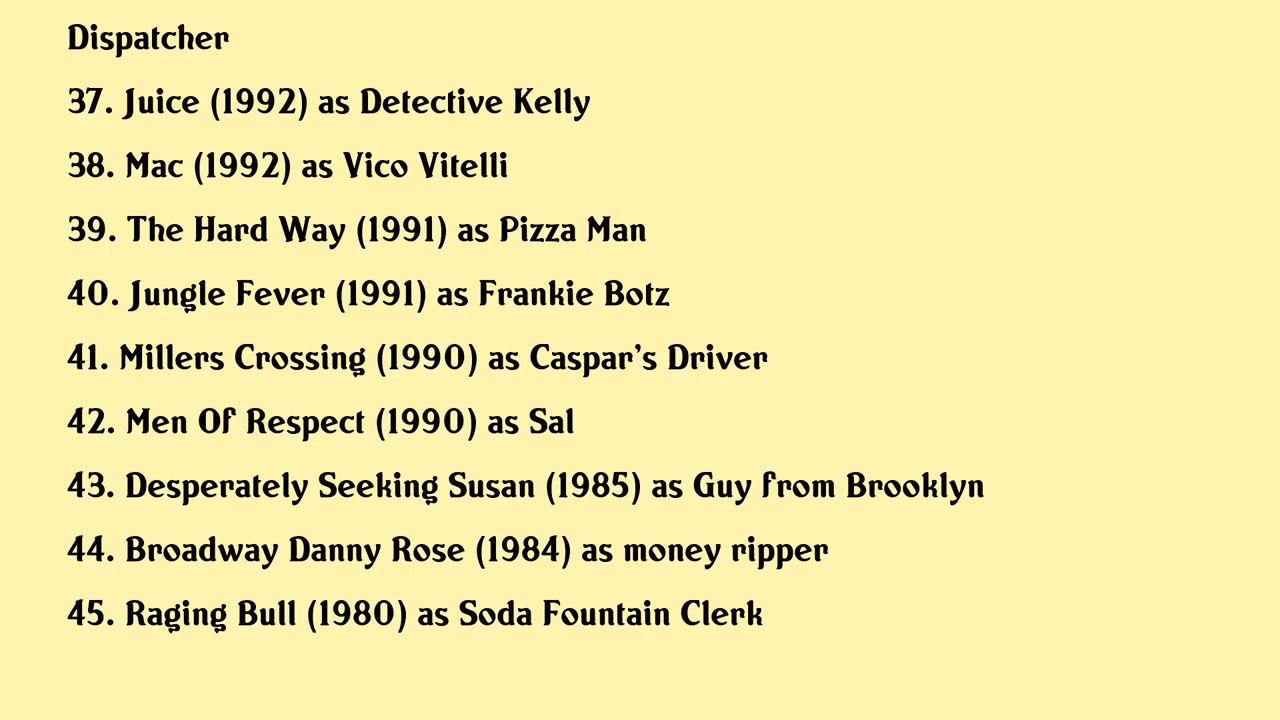 Dispatcher
37. Juice (1992) as Detective Kelly
38. Mac (1992) as Vico Vitelli
39. The Hard Way (1991) as Pizza Man
40. Jungle Fever (1991) as Frankie Botz
41. Millers Crossing (1990) as Caspar's Driver
42. Men Of Respect (1990) as Sal
43. Desperately Seeking Susan (1985) as Guy from Brooklyn
44. Broadway Danny Rose (1984) as money ripper
45. Raging Bull (1980) as Soda Fountain Clerk